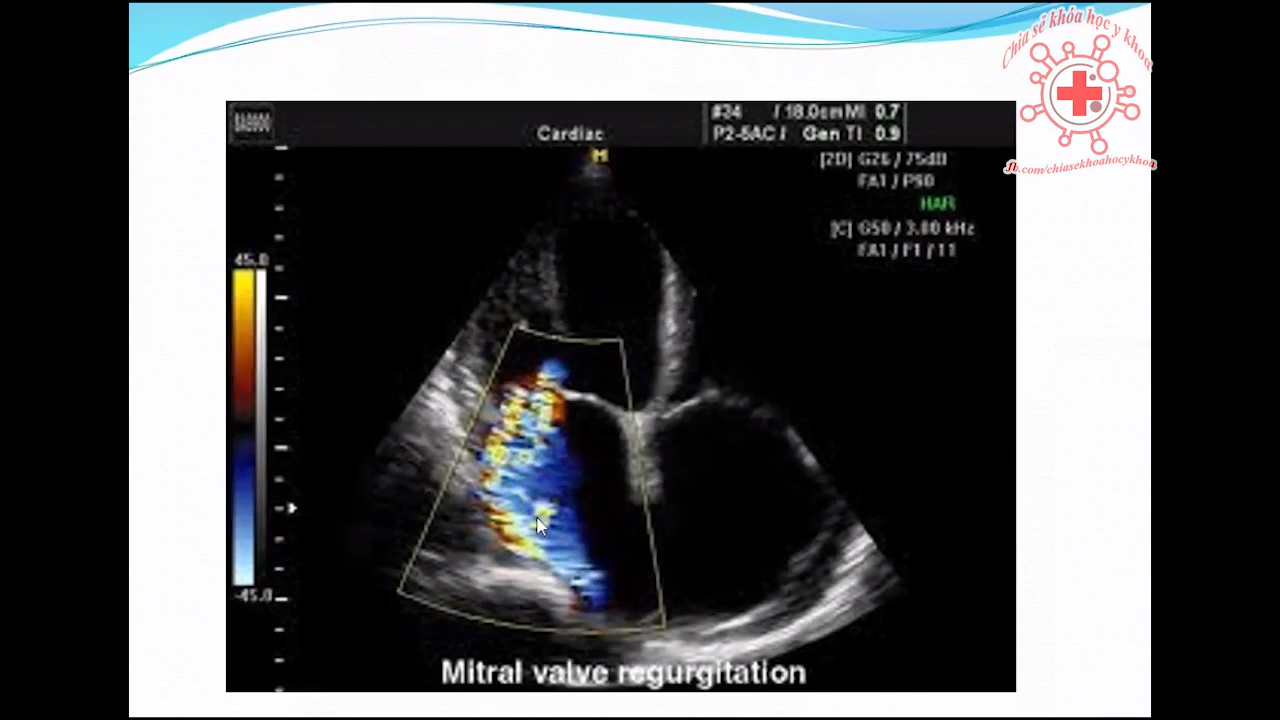 Chia sẻ khóa học y khoa
fb.com/chiasekhoahocykhoa
#34 / 18.0cm MI 0.7
Cardiac
P2-5AC / Gen TI 0.9
M
[2D] G26 / 75dB
FA1 / P90
HAR
[C] G50 / 3.00 kHz
FA1 / F1 / 11
45.0
-45.0
Mitral valve regurgitation